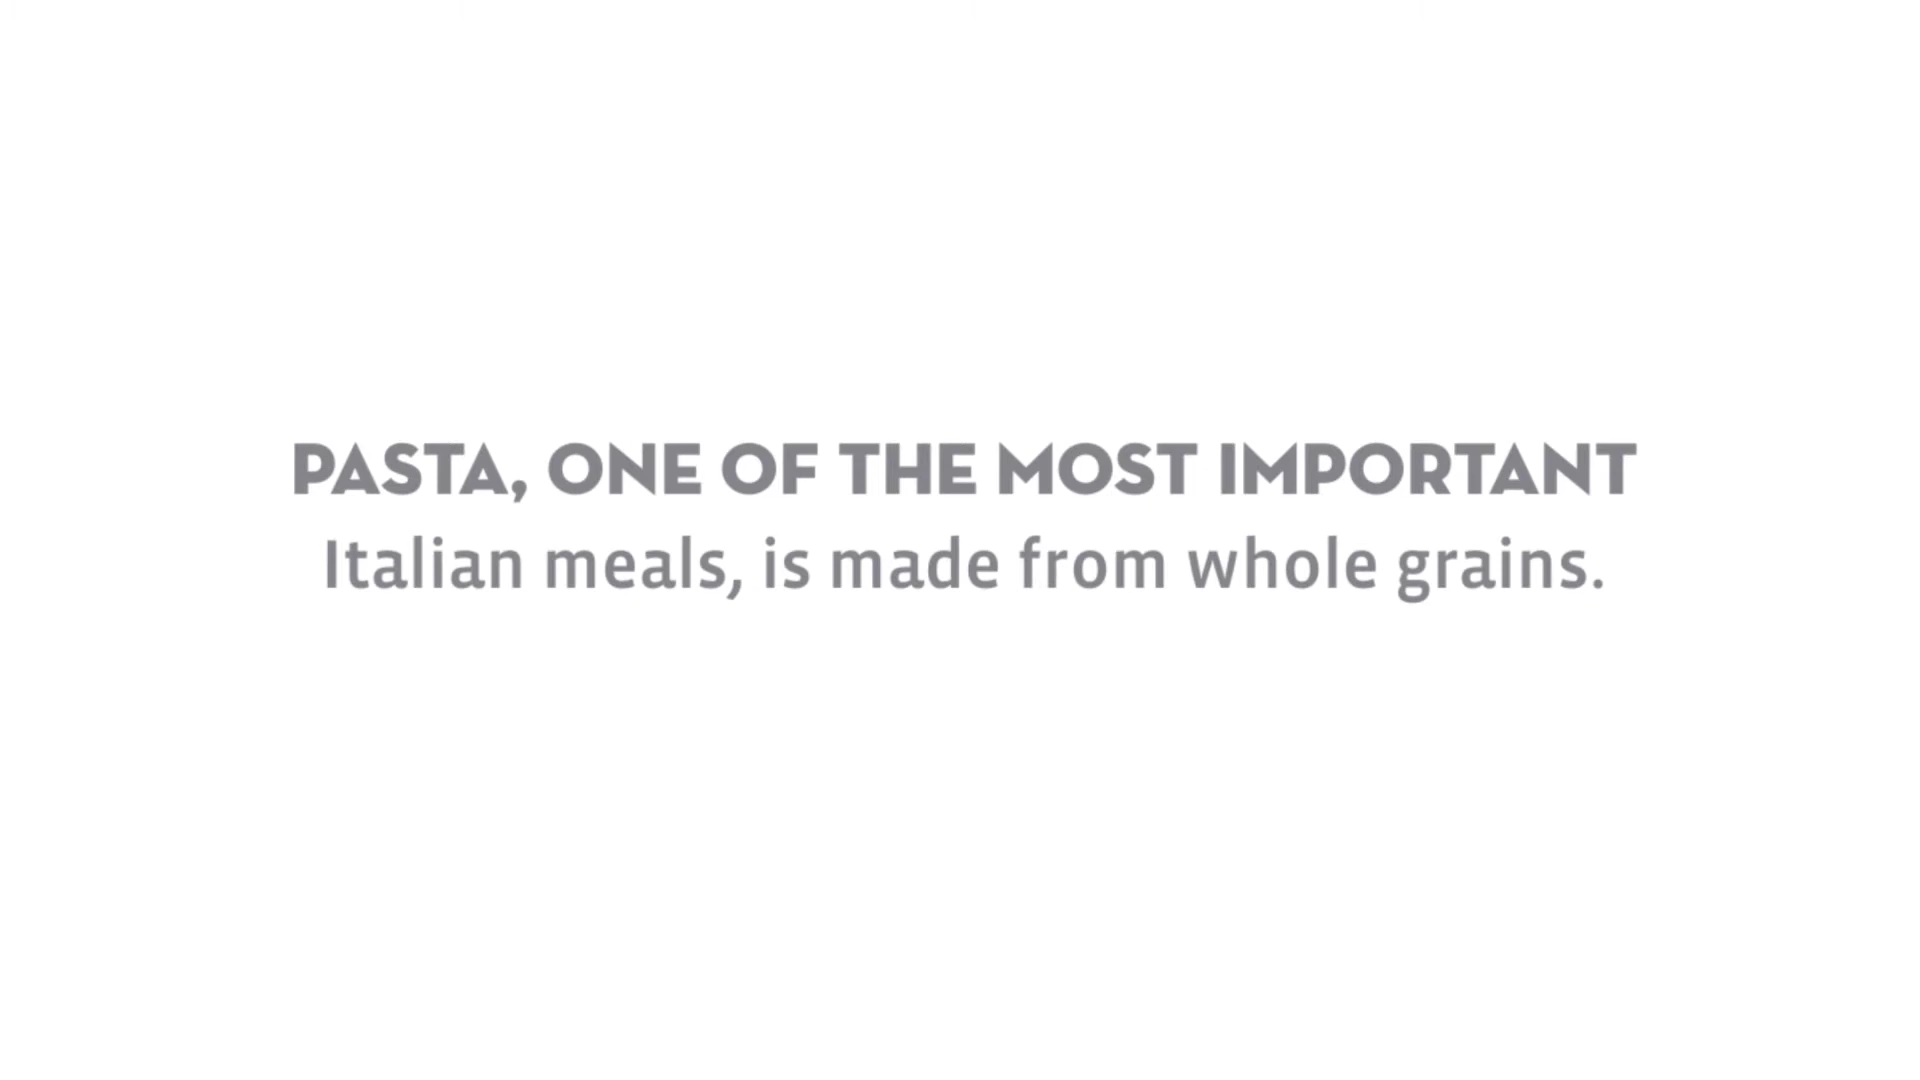 PASTA, ONE OF THE MOST IMPORTANT
Italian meals, is made from whole grains.